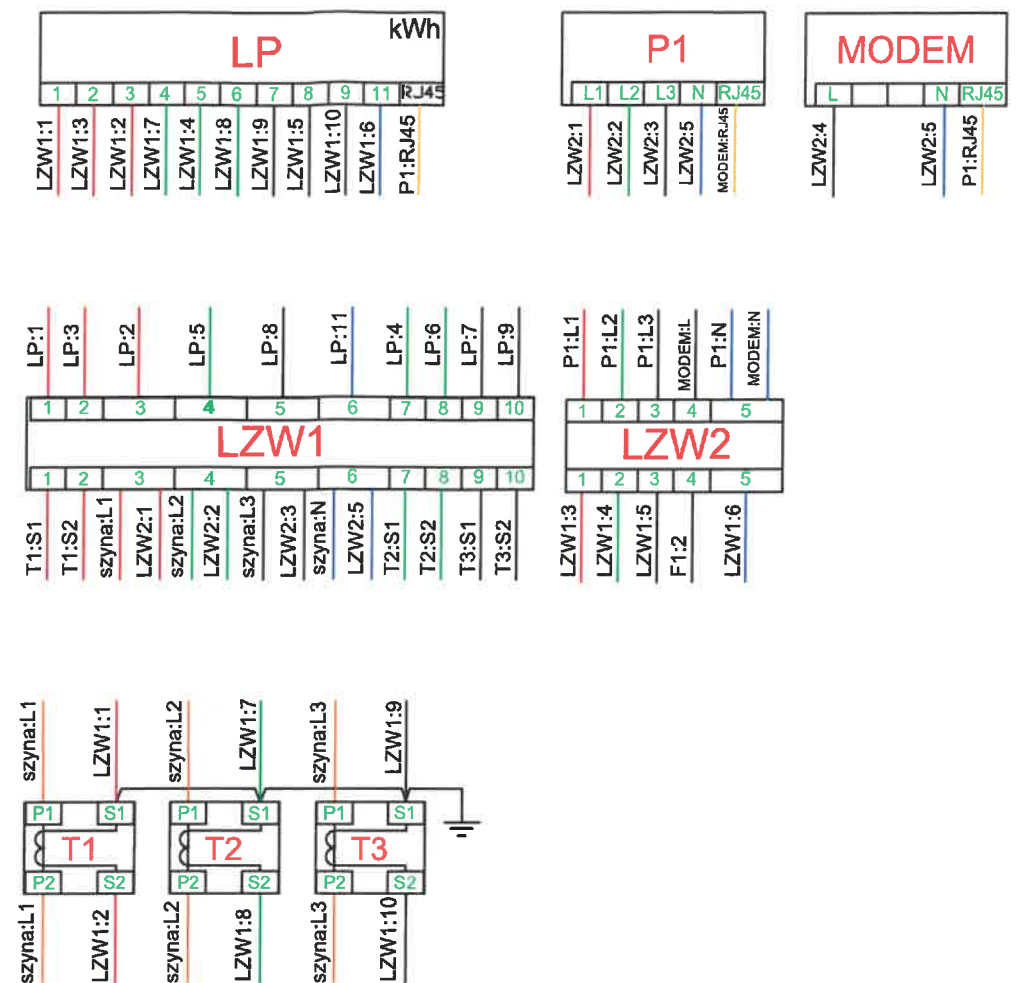 kWh
LP
1 2 3 4 5 6 7 8 9 11 RJ45
LZW1:1
LZW1:3
LZW1:2
LZW1:7
LZW1:4
LZW1:8
LZW1:9
LZW1:5
LZW1:10
LZW1:6
P1:RJ45
P1
L1 L2 L3 N RJ45
LZW2:1
LZW2:2
LZW2:3
LZW2:5
MODEM:RJ45
MODEM
L N RJ45
LZW2:4
LZW2:5
P1:RJ45
LP:1
LP:3
LP:2
LP:5
LP:8
LP:11
LP:4
LP:6
LP:7
LP:9
1 2 3 4 5 6 7 8 9 10
LZW1
1 2 3 4 5 6 7 8 9 10
T1:S1
T1:S2
szyna:L1
LZW2:1
szyna:L2
LZW2:2
szyna:L3
LZW2:3
szyna:N
LZW2:5
T2:S1
T2:S2
T3:S1
T3:S2
P1:L1
P1:L2
P1:L3
MODEM:L
P1:N
MODEM:N
1 2 3 4 5
LZW2
1 2 3 4 5
LZW1:3
LZW1:4
LZW1:5
F1:2
LZW1:6
szyna:L1
LZW1:1
szyna:L2
LZW1:7
szyna:L3
LZW1:9
P1 S1
T1
P2 S2
P1 S1
T2
P2 S2
P1 S1
T3
P2 S2
szyna:L1
LZW1:2
szyna:L2
LZW1:8
szyna:L3
LZW1:10